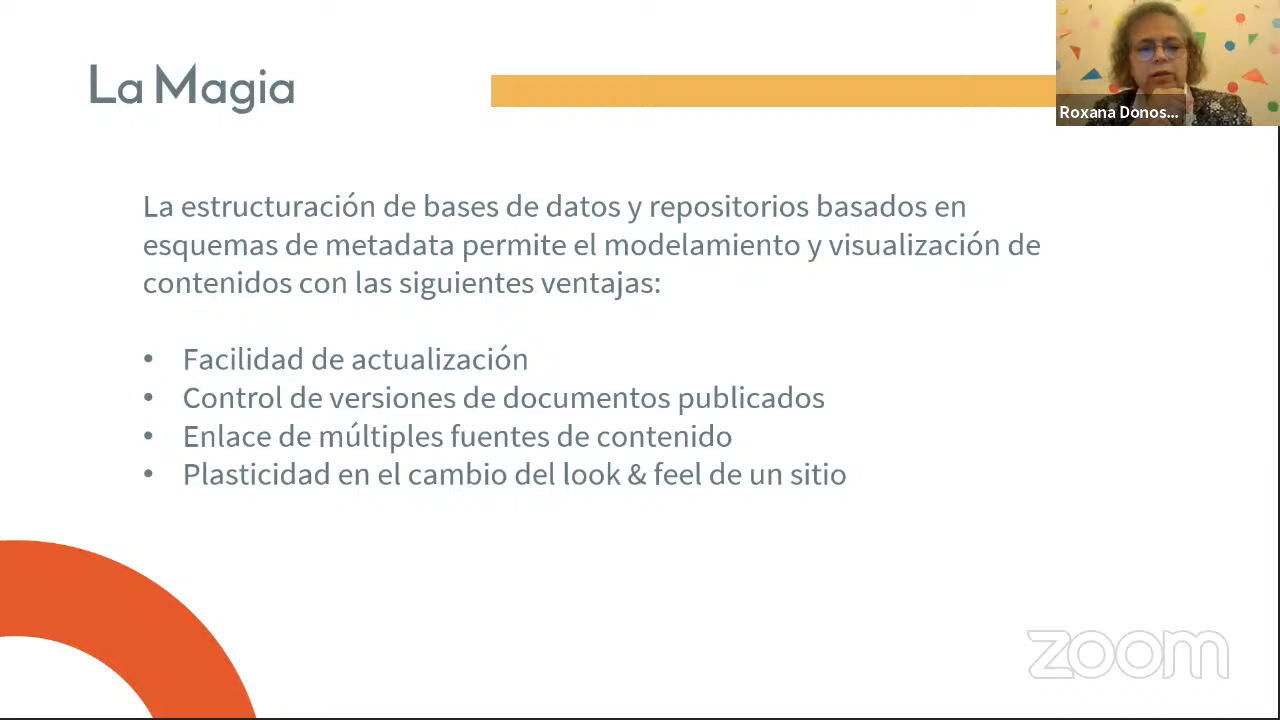 La Magia
Roxana Donos...
La estructuración de bases de datos y repositorios basados en
esquemas de metadata permite el modelamiento y visualización de
contenidos con las siguientes ventajas:
• Facilidad de actualización
• Control de versiones de documentos publicados
• Enlace de múltiples fuentes de contenido
• Plasticidad en el cambio del look & feel de un sitio
zoom